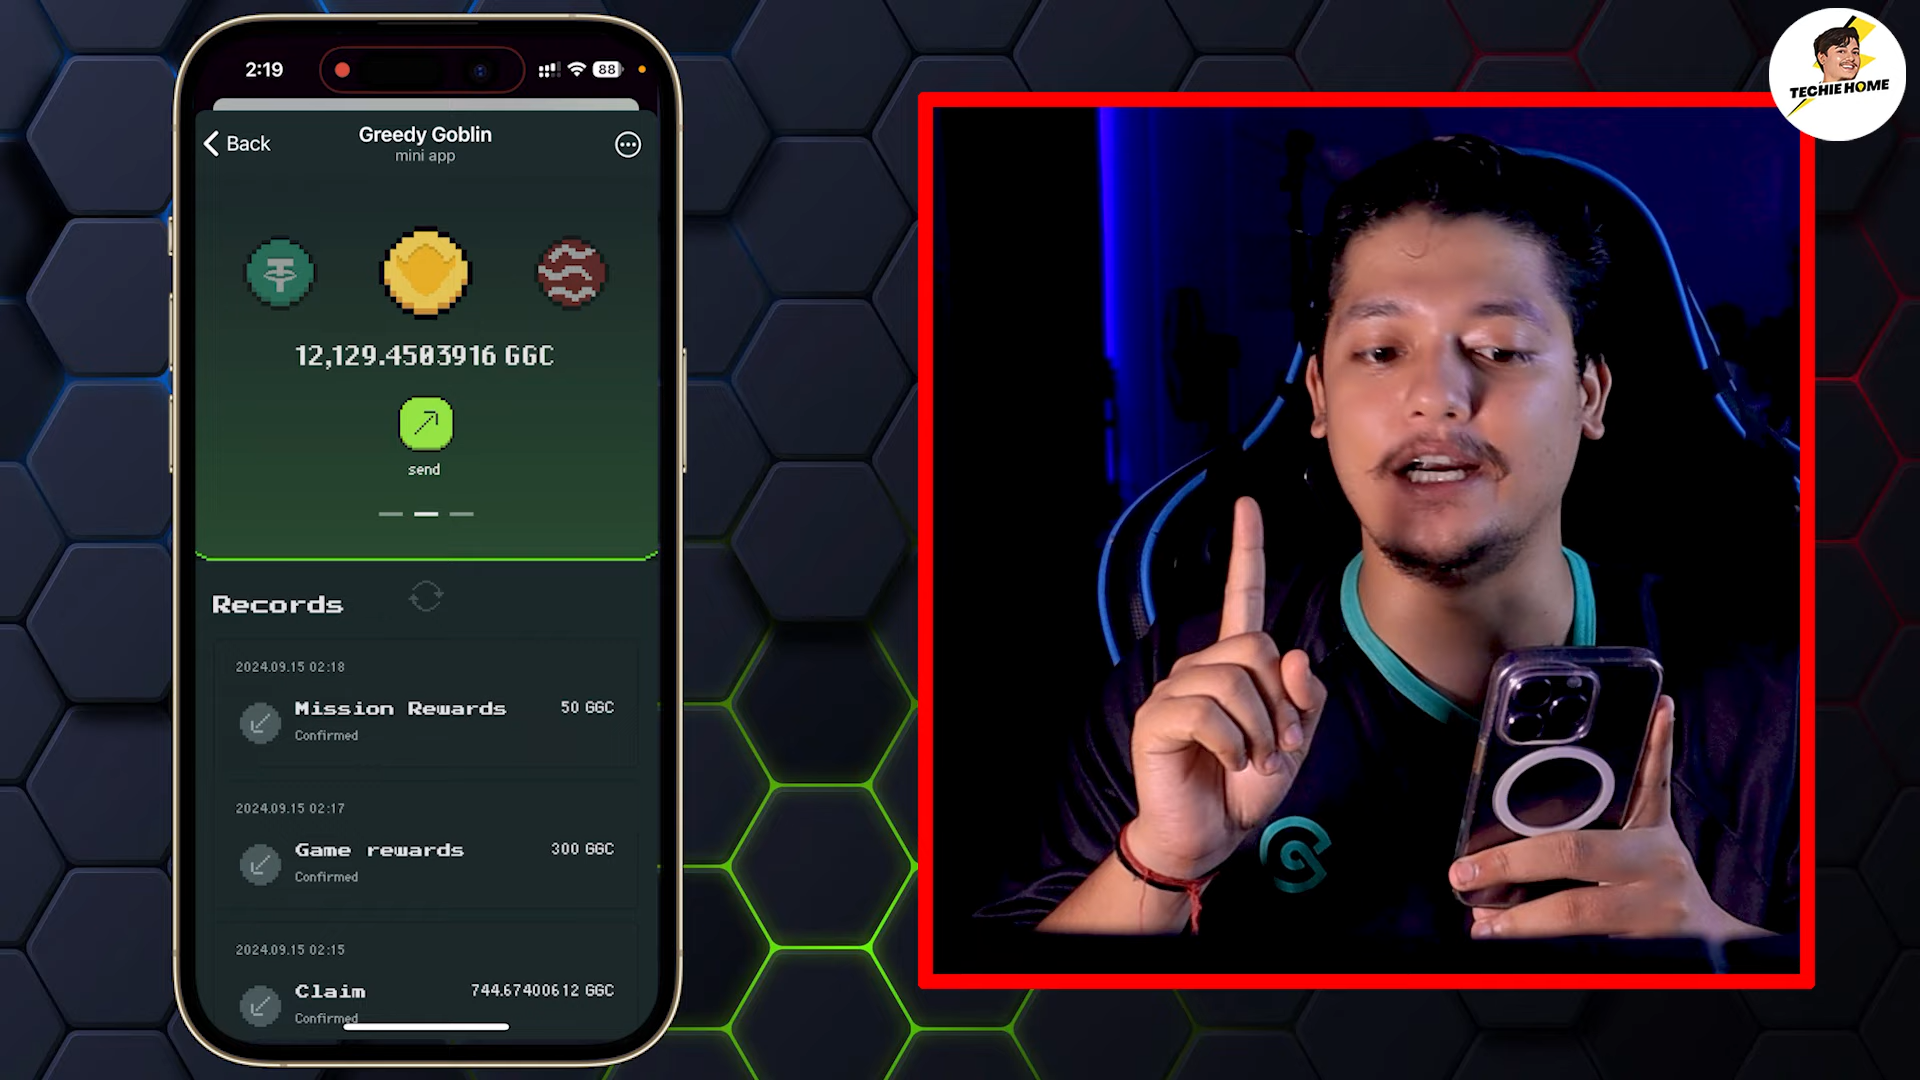 2:19
88
Back
Greedy Goblin
mini app
12,129.4503916 GGC
send
Records
2024.09.15 02:18
Mission Rewards
50 GGC
Confirmed
2024.09.15 02:17
Game rewards
300 GGC
Confirmed
2024.09.15 02:15
Claim
744.67400612 GGC
Confirmed
TECHIE HOME